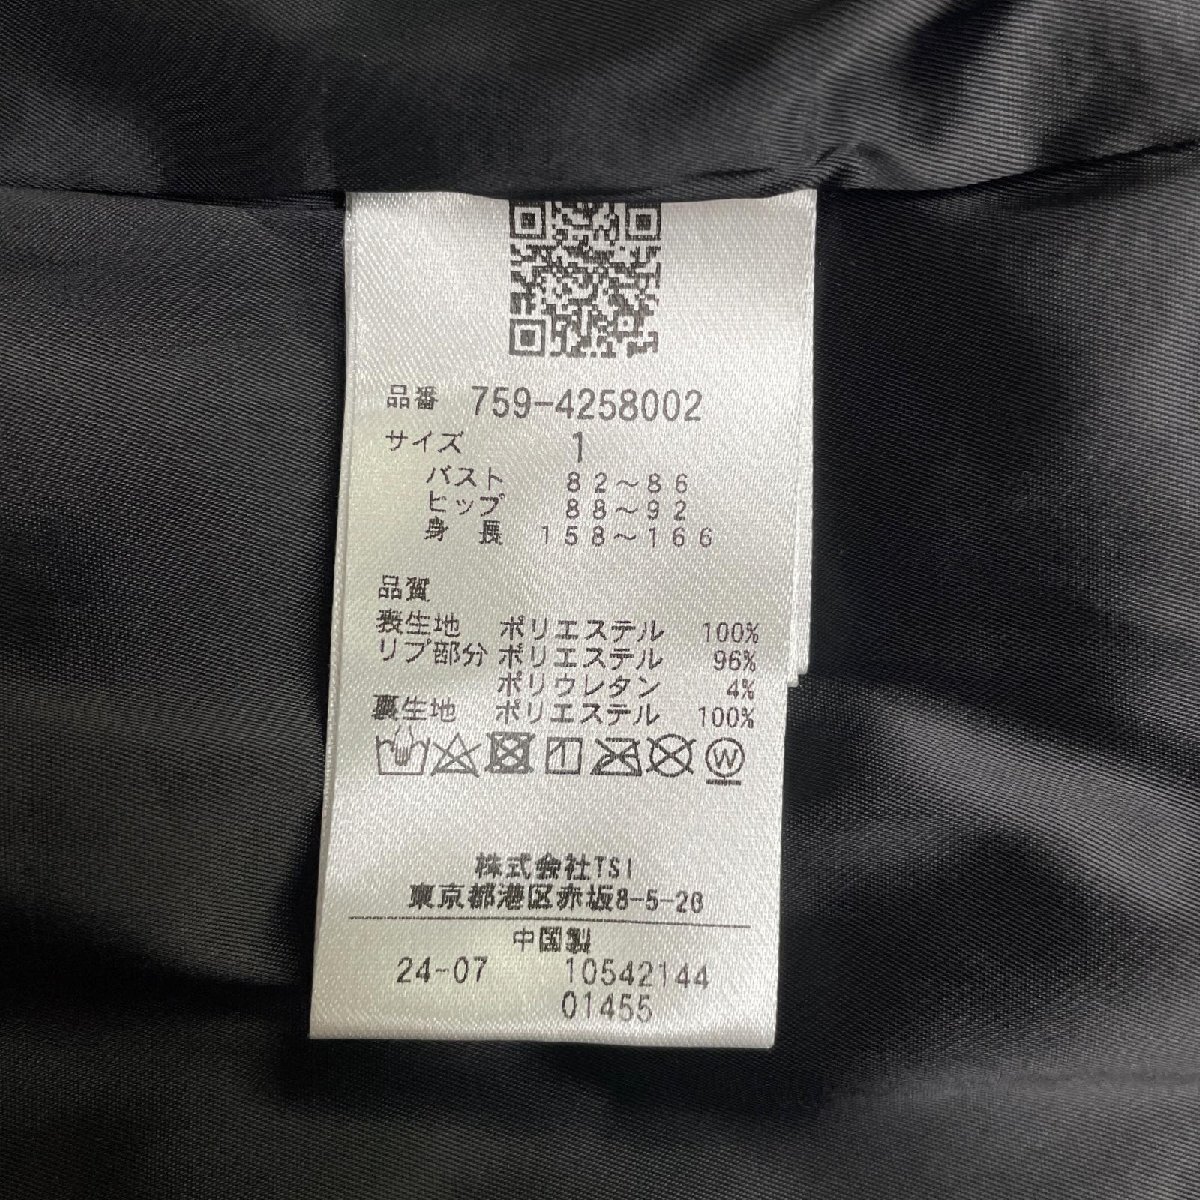 品番 759-4258002
サイズ 1
バスト 82〜86
ヒップ 88〜92
身長 158〜166
品質
表生地 ポリエステル 100%
リブ部分 ポリエステル 96%
ポリウレタン 4%
裏生地 ポリエステル 100%
W
株式会社TSI
東京都港区赤坂8-5-26
中国製
24-07 10542144
01455